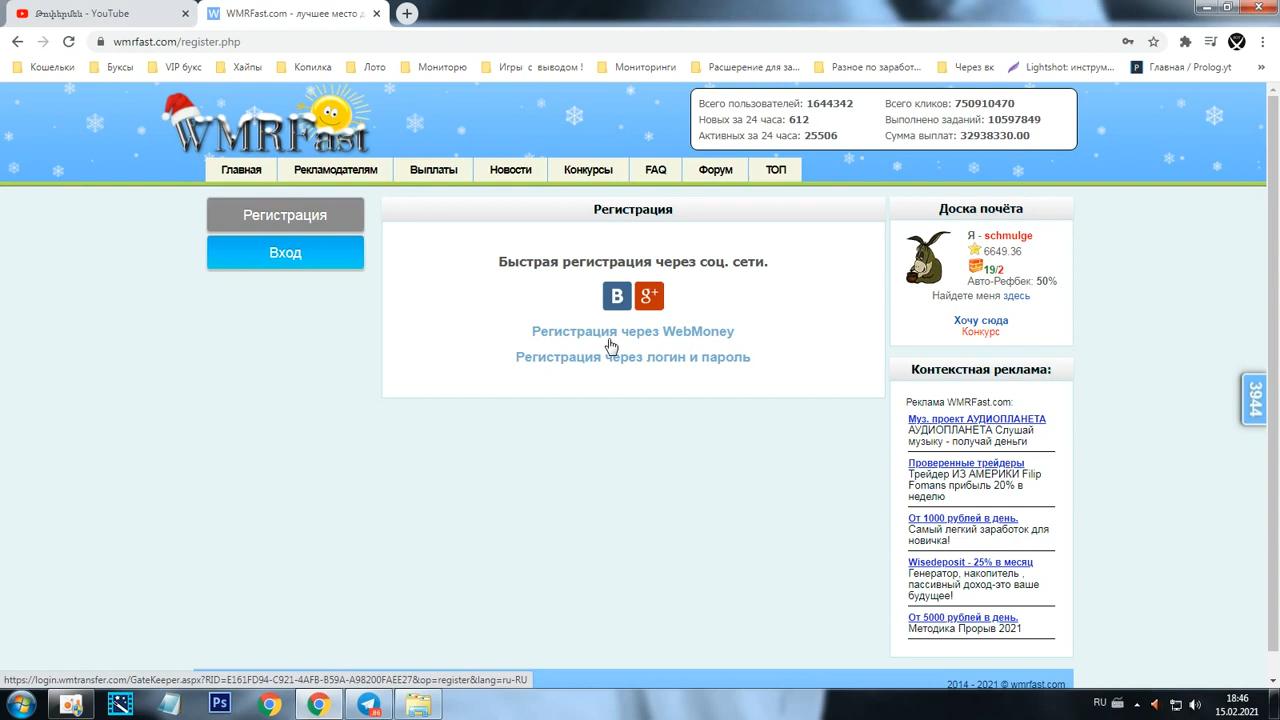 Թովիրմեն - YouTube
WMRFast.com - лучшее место д
wmrfast.com/register.php
Кошельки
Буксы
VIP букс
Хайпы
Копилка
Лото
Мониторю
Игры с выводом !
Мониторинги
Расшерение для за...
Разное по заработ...
Через вк
Lightshot: инструм...
Главная / Prolog.yt
»
WMRFast
Всего пользователей: 1644342
Новых за 24 часа: 612
Активных за 24 часа: 25506
Всего кликов: 750910470
Выполнено заданий: 10597849
Сумма выплат: 32938330.00
Главная
Рекламодателям
Выплаты
Новости
Конкурсы
FAQ
Форум
ТОП
Регистрация
Вход
Регистрация
Быстрая регистрация через соц. сети.
В g+
Регистрация через WebMoney
Регистрация через логин и пароль
Доска почёта
Я - schmulge
6649.36
19/2
Авто-Рефбек: 50%
Найдете меня здесь
Хочу сюда
Конкурс
Контекстная реклама:
Реклама WMRFast.com:
Муз. проект АУДИОПЛАНЕТА
АУДИОПЛАНЕТА Слушай
музыку - получай деньги
Проверенные трейдеры
Трейдер ИЗ АМЕРИКИ Filip
Fomans прибыль 20% в
неделю
От 1000 рублей в день.
Самый легкий заработок для
новичка!
Wisedeposit - 25% в месяц
Генератор, накопитель ,
пассивный доход-это ваше
будущее!
От 5000 рублей в день.
Методика Прорыв 2021
3944
https://login.wmtransfer.com/GateKeeper.aspx?RID=E161FD94-C921-4AFB-B59A-A98200FAEE27&op=register&lang=ru-RU
2014 - 2021 © wmrfast.com
Ps
86
RU
18:46
15.02.2021